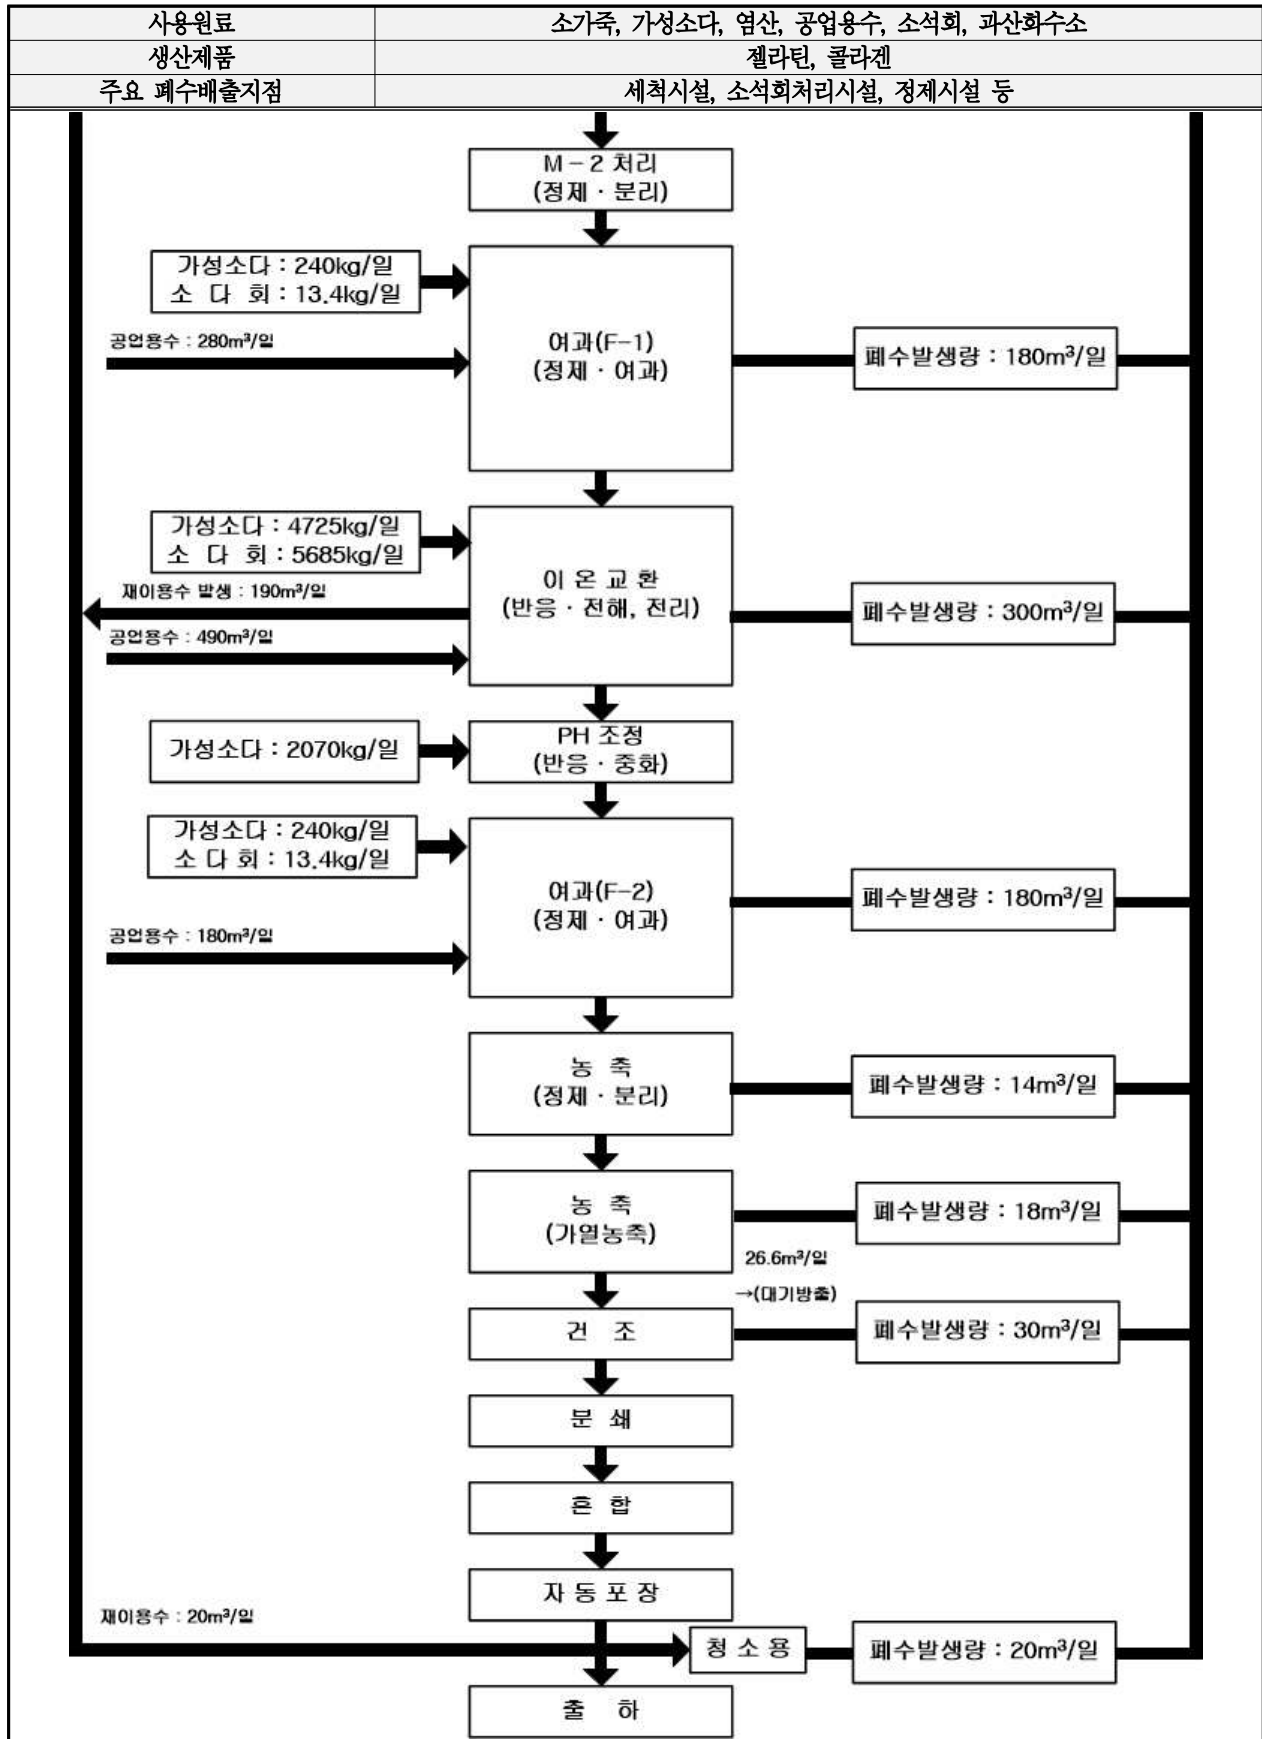 사용원료
소가죽, 가성소다, 염산, 공업용수, 소석회, 과산화수소
생산제품
젤라틴, 콜라겐
주요 폐수배출지점
세척시설, 소석회처리시설, 정제시설 등
M－2 처리
(정제 · 분리)
가성소다 : 240kg/일
소 다 회 : 13.4kg/일
공업용수 : 280m³/일
여과(F-1)
(정제 · 여과)
폐수발생량 : 180m³/일
가성소다 : 4725kg/일
소 다 회 : 5685kg/일
재이용수 발생 : 190m³/일
공업용수 : 490m³/일
이 온 교 환
(반응 · 전해, 전리)
폐수발생량 : 300m³/일
가성소다 : 2070kg/일
PH 조정
(반응 · 중화)
가성소다 : 240kg/일
소 다 회 : 13.4kg/일
공업용수 : 180m³/일
여과(F-2)
(정제 · 여과)
폐수발생량 : 180m³/일
농 축
(정제 · 분리)
폐수발생량 : 14m³/일
농 축
(가열농축)
폐수발생량 : 18m³/일
26.6m³/일
→(대기방출)
건 조
폐수발생량 : 30m³/일
분 쇄
혼 합
자 동 포 장
재이용수 : 20m³/일
청 소 용
폐수발생량 : 20m³/일
출 하